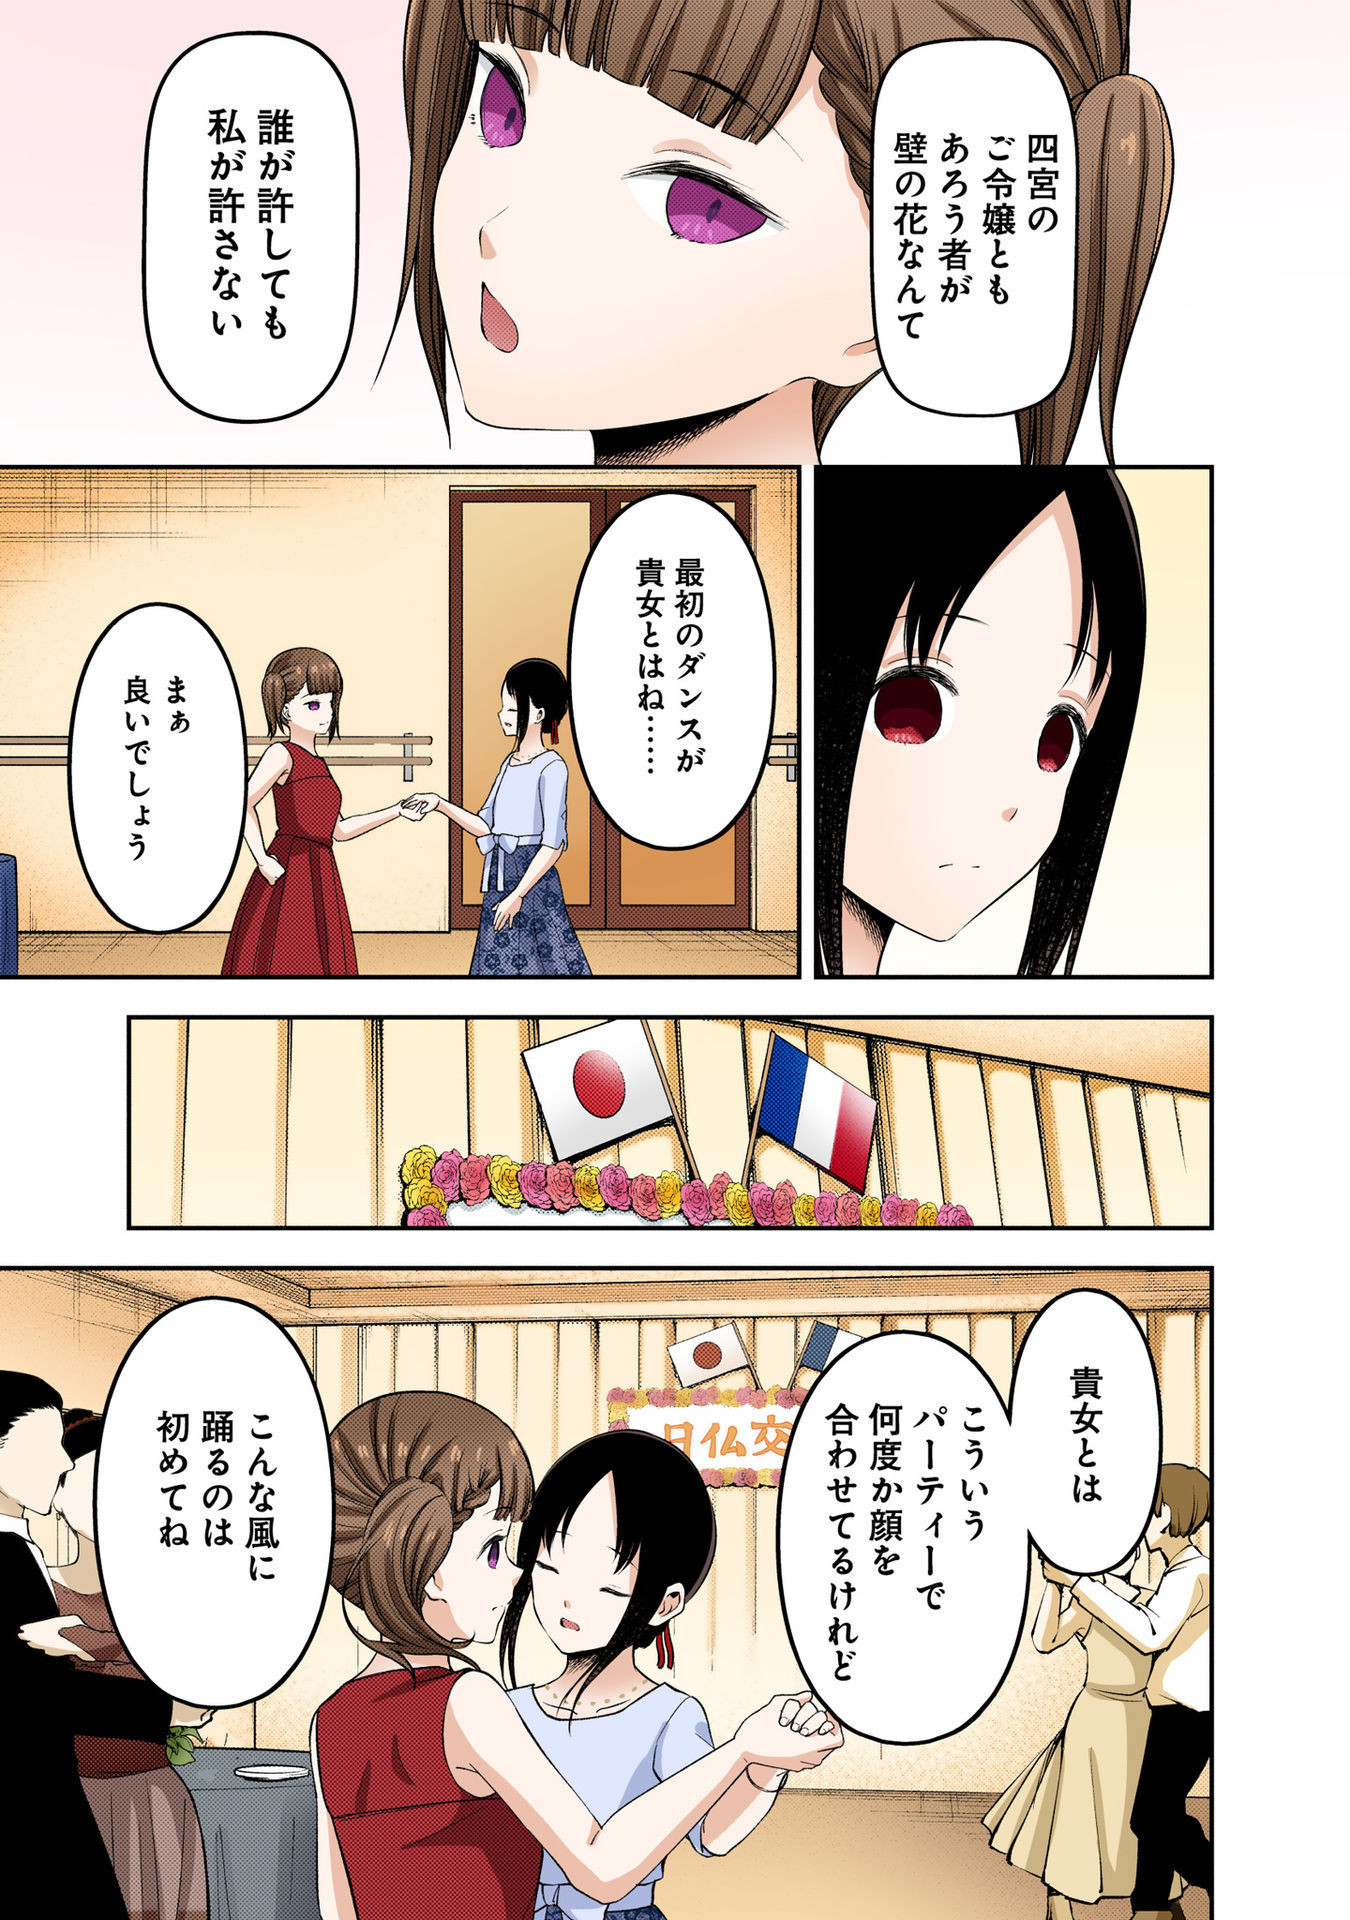 四宮の
ご令嬢とも
あろう者が
壁の花なんて
誰が許しても
私が許さない
最初のダンスが
貴女とはね……
まぁ
良いでしょう
貴女とは
こういう
パーティーで
何度か顔を
合わせてるけれど
日仏交
こんな風に
踊るのは
初めてね